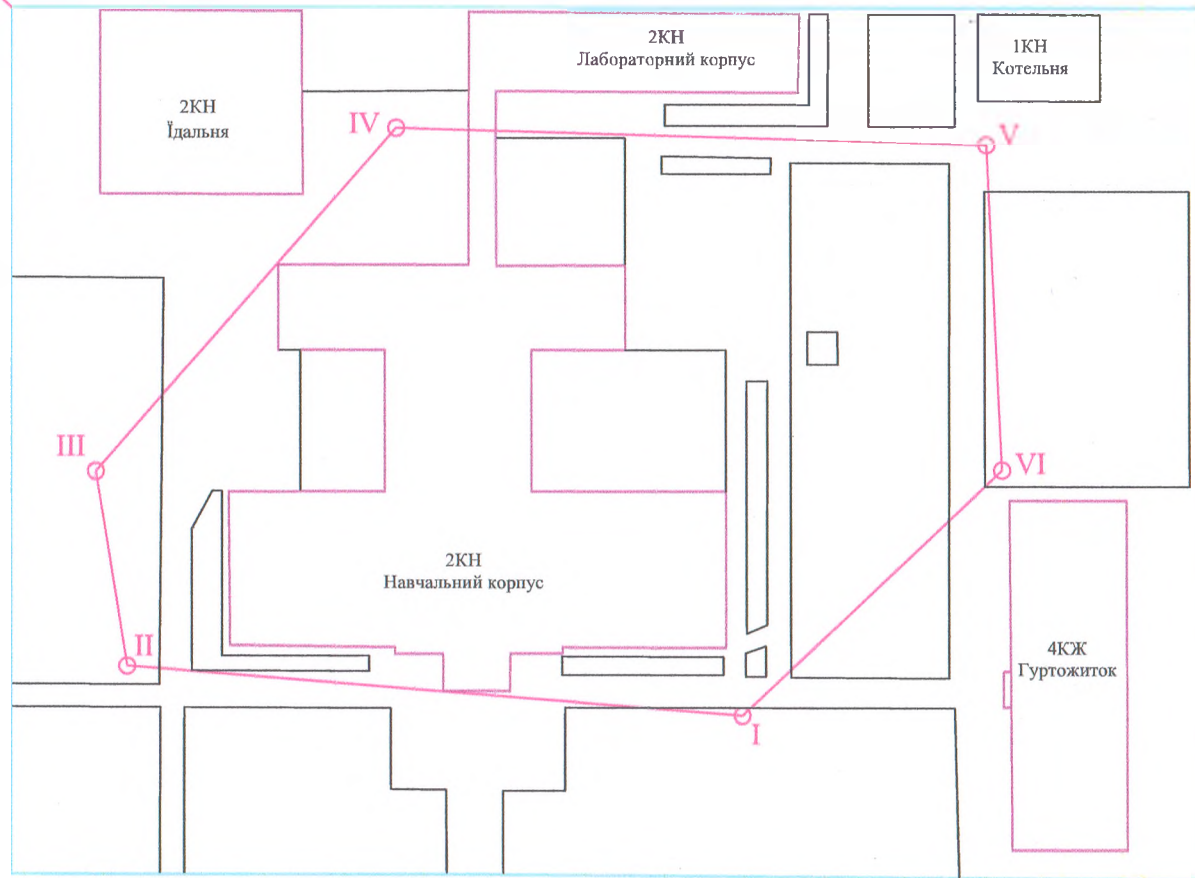 2КН
Лабораторний корпус
1КН
Котельня
2КН
Їдальня
IV
V
III
VI
2КН
Навчальний корпус
II
4КЖ
Гуртожиток
I